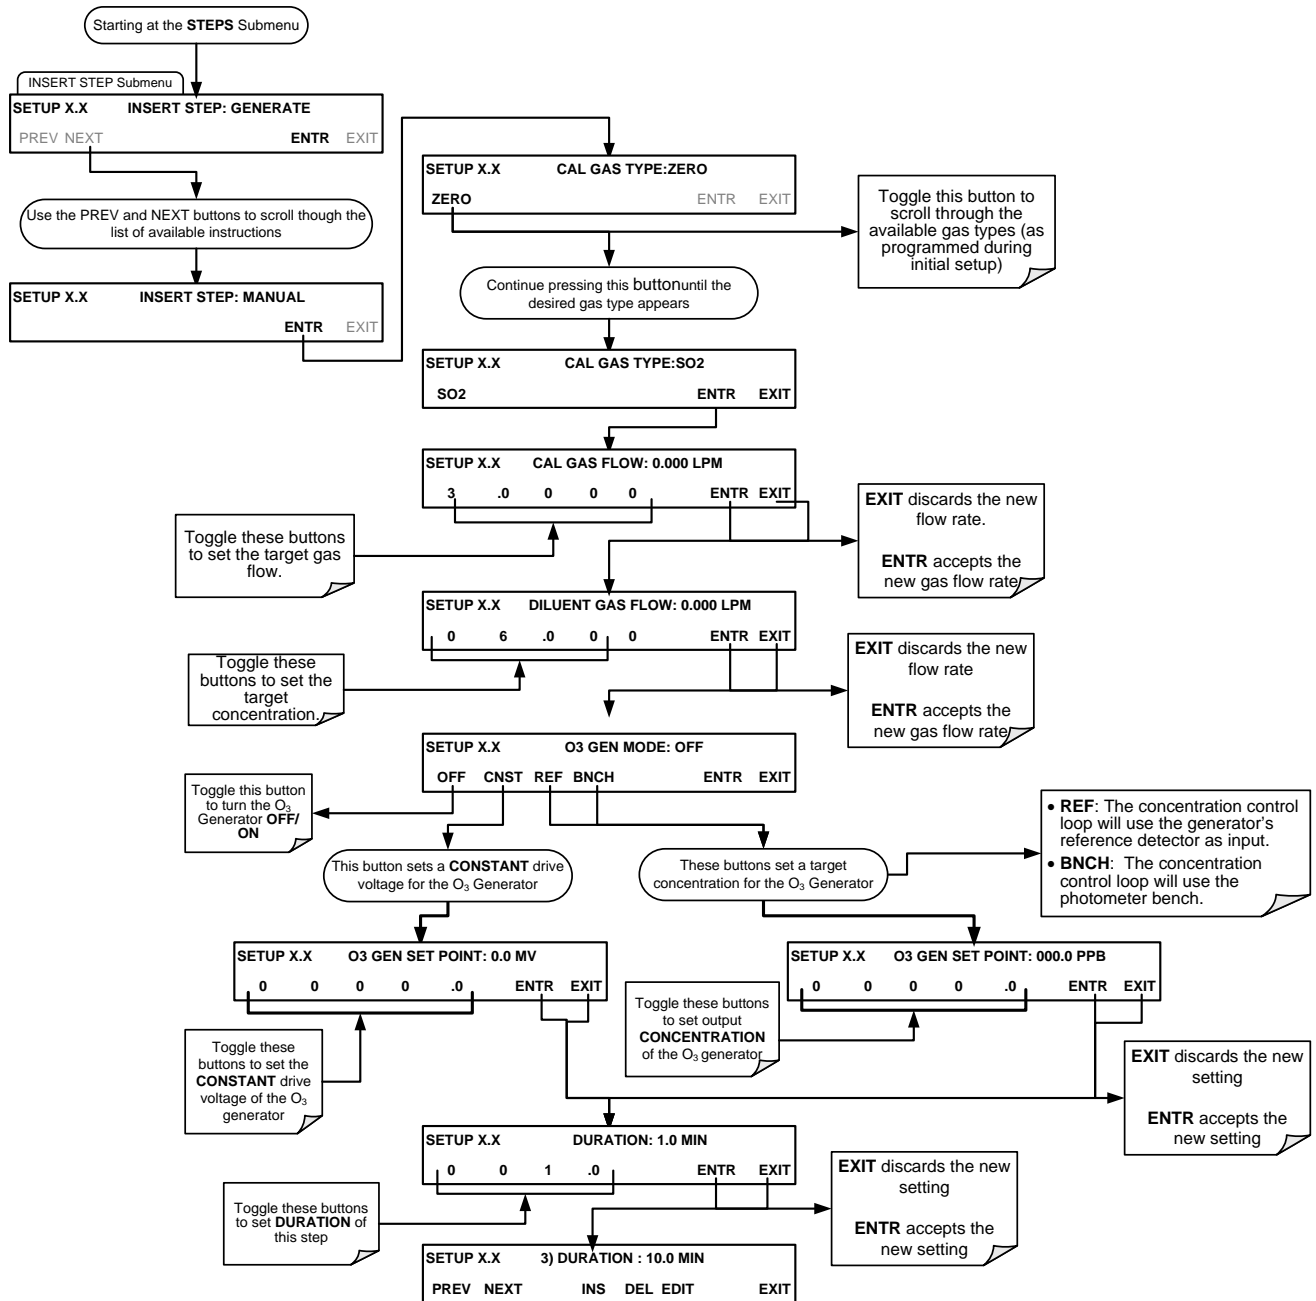 Starting at the STEPS Submenu
INSERT STEP Submenu
SETUP X.X INSERT STEP: GENERATE
PREV NEXT ENTR EXIT
Use the PREV and NEXT buttons to scroll though the
list of available instructions
SETUP X.X INSERT STEP: MANUAL
ENTR EXIT
SETUP X.X CAL GAS TYPE:ZERO
ZERO ENTR EXIT
Toggle this button to
scroll through the
available gas types (as
programmed during
initial setup)
Continue pressing this button until the
desired gas type appears
SETUP X.X CAL GAS TYPE:SO2
SO2 ENTR EXIT
SETUP X.X CAL GAS FLOW: 0.000 LPM
3 .0 0 0 0 ENTR EXIT
Toggle these buttons
to set the target gas
flow.
EXIT discards the new
flow rate.
ENTR accepts the
new gas flow rate
SETUP X.X DILUENT GAS FLOW: 0.000 LPM
0 6 .0 0 0 ENTR EXIT
Toggle these
buttons to set the
target
concentration.
EXIT discards the new
flow rate
ENTR accepts the
new gas flow rate
SETUP X.X O3 GEN MODE: OFF
OFF CNST REF BNCH ENTR EXIT
Toggle this button
to turn the O3
Generator OFF/
ON
This button sets a CONSTANT drive
voltage for the O3 Generator
These buttons set a target
concentration for the O3 Generator
• REF: The concentration control
loop will use the generator’s
reference detector as input.
• BNCH: The concentration
control loop will use the
photometer bench.
SETUP X.X O3 GEN SET POINT: 0.0 MV
0 0 0 0 .0 ENTR EXIT
Toggle these
buttons to set the
CONSTANT drive
voltage of the O3
generator
SETUP X.X O3 GEN SET POINT: 000.0 PPB
0 0 0 0 .0 ENTR EXIT
Toggle these buttons
to set output
CONCENTRATION
of the O3 generator
EXIT discards the new
setting
ENTR accepts the
new setting
SETUP X.X DURATION: 1.0 MIN
0 0 1 .0 ENTR EXIT
Toggle these buttons
to set DURATION of
this step
EXIT discards the new
setting
ENTR accepts the
new setting
SETUP X.X 3) DURATION : 10.0 MIN
PREV NEXT INS DEL EDIT EXIT